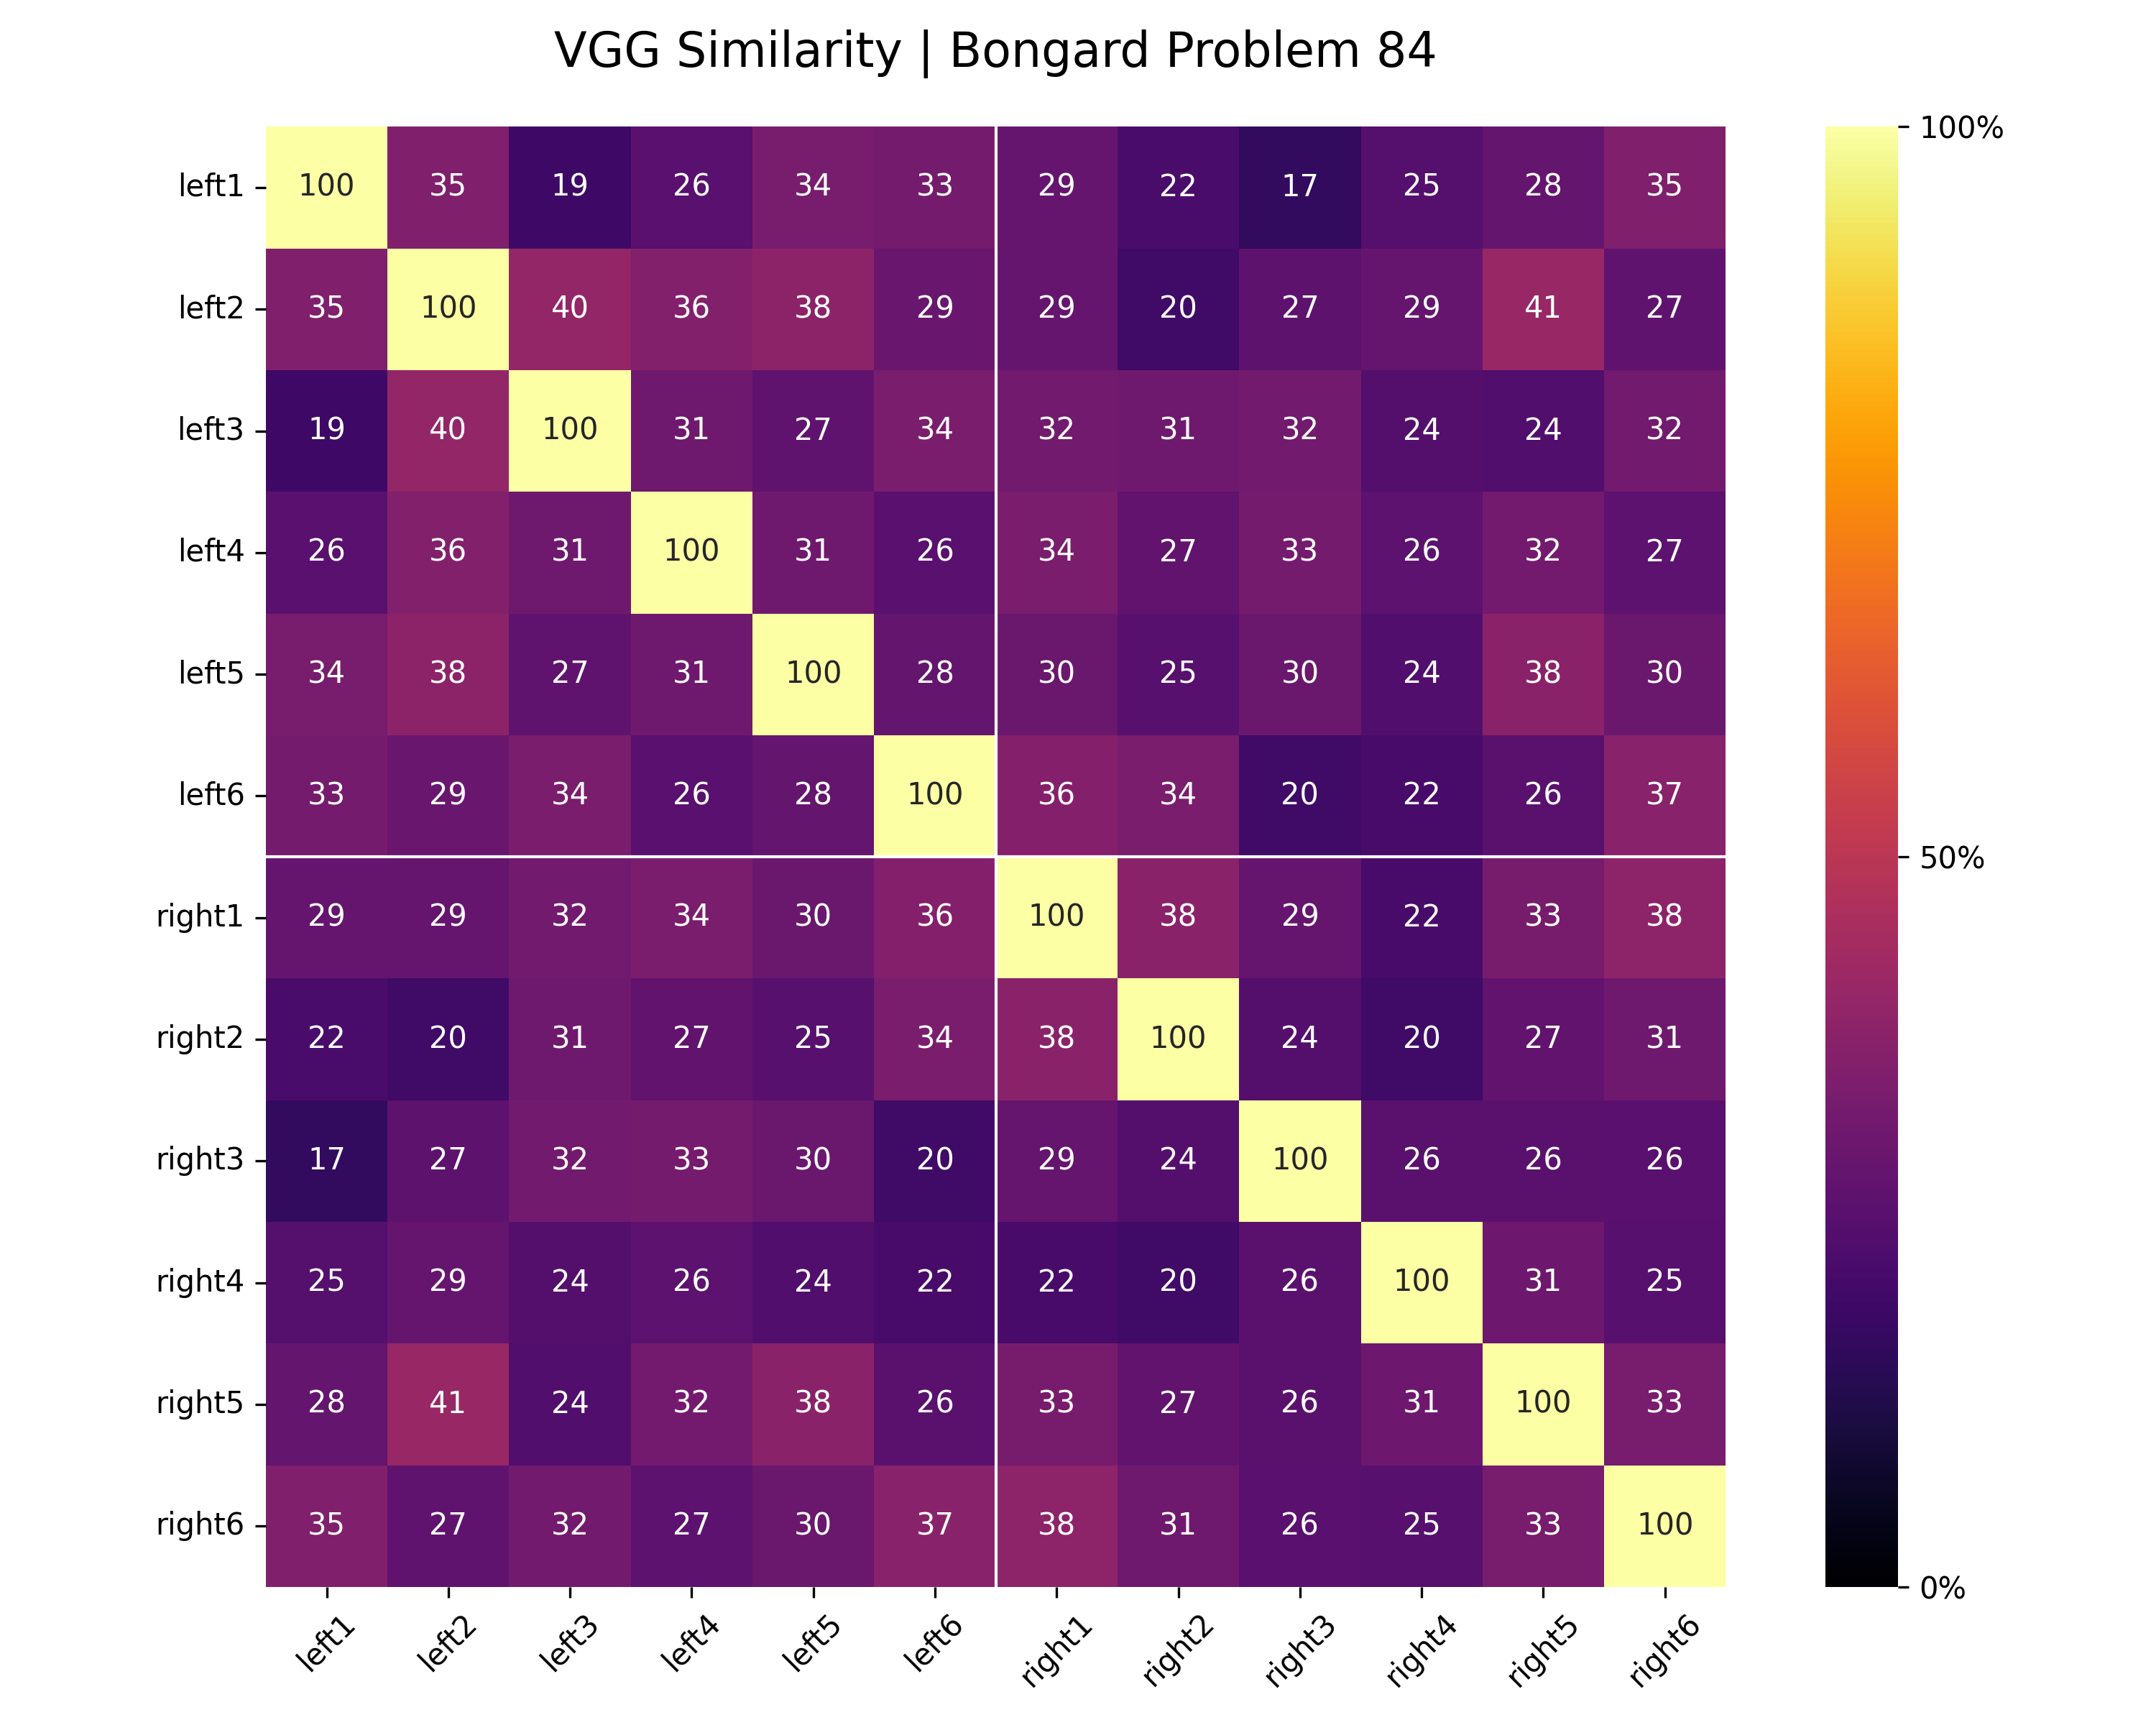 VGG Similarity | Bongard Problem 84
left1 100 35 19 26 34 33 29 22 17 25 28 35
left2 35 100 40 36 38 29 29 20 27 29 41 27
left3 19 40 100 31 27 34 32 31 32 24 24 32
left4 26 36 31 100 31 26 34 27 33 26 32 27
left5 34 38 27 31 100 28 30 25 30 24 38 30
left6 33 29 34 26 28 100 36 34 20 22 26 37
right1 29 29 32 34 30 36 100 38 29 22 33 38
right2 22 20 31 27 25 34 38 100 24 20 27 31
right3 17 27 32 33 30 20 29 24 100 26 26 26
right4 25 29 24 26 24 22 22 20 26 100 31 25
right5 28 41 24 32 38 26 33 27 26 31 100 33
right6 35 27 32 27 30 37 38 31 26 25 33 100
left1 left2 left3 left4 left5 left6 right1 right2 right3 right4 right5 right6
100%
50%
0%